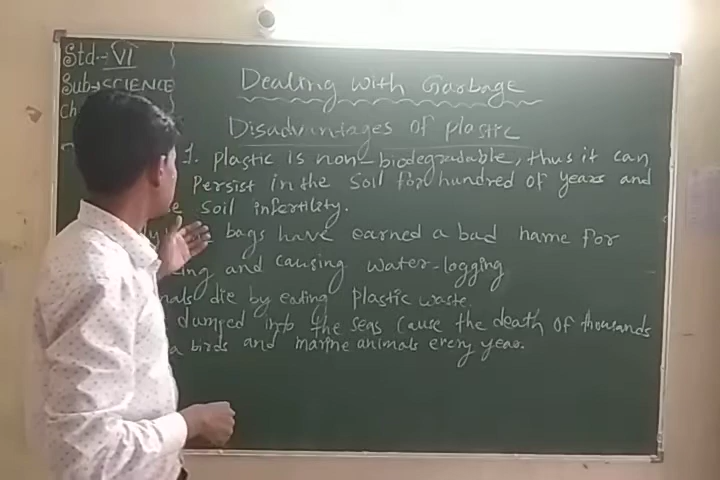 Std:- VI
Sub:-SCIENCE
Ch
Dealing with Garbage
Disadvantages of plastic
1. plastic is non-biodegradable, thus it can
Persist in the soil for hundred of years and
e soil infertility.
bags have earned a bad name for
ing and causing water-logging
nals die by eating plastic waste.
dumped into the seas cause the death of thousands
a birds and marine animals every year.